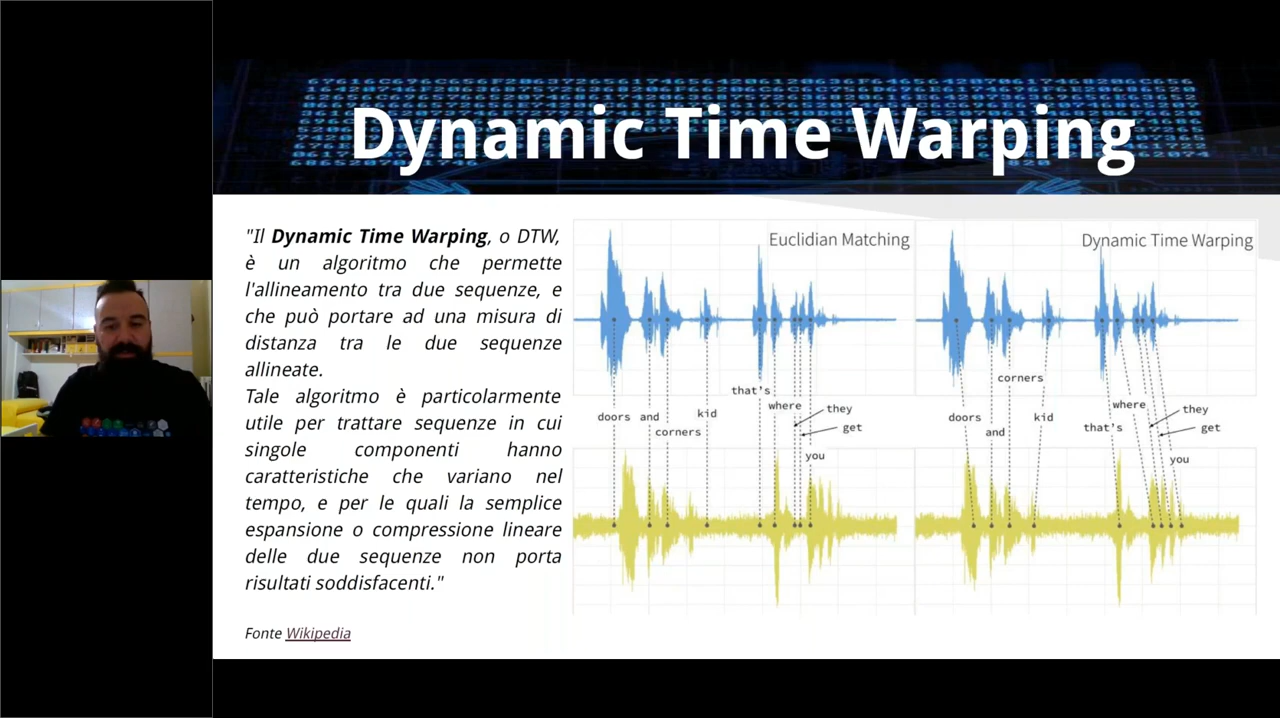 Dynamic Time Warping
"Il Dynamic Time Warping, o DTW,
è un algoritmo che permette
l'allineamento tra due sequenze, e
che può portare ad una misura di
distanza tra le due sequenze
allineate.
Tale algoritmo è particolarmente
utile per trattare sequenze in cui
singole componenti hanno
caratteristiche che variano nel
tempo, e per le quali la semplice
espansione o compressione lineare
delle due sequenze non porta
risultati soddisfacenti."
Fonte Wikipedia
Euclidian Matching
that's
where
they
doors and
kid
get
corners
you
Dynamic Time Warping
corners
where
they
doors
kid
that's
get
and
you